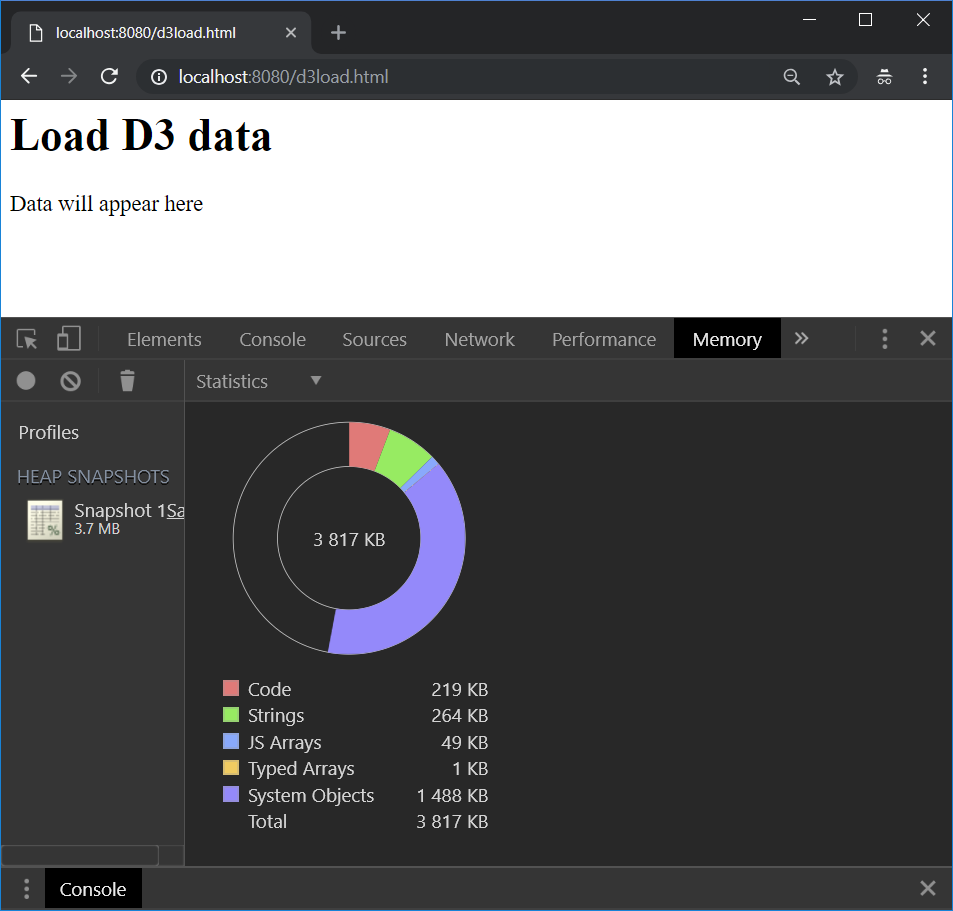 localhost:8080/d3load.html
localhost:8080/d3load.html
Load D3 data
Data will appear here
Elements Console Sources Network Performance Memory
Statistics
Profiles
HEAP SNAPSHOTS
Snapshot 1Sa
3.7 MB
3 817 KB
Code 219 KB
Strings 264 KB
JS Arrays 49 KB
Typed Arrays 1 KB
System Objects 1 488 KB
Total 3 817 KB
Console